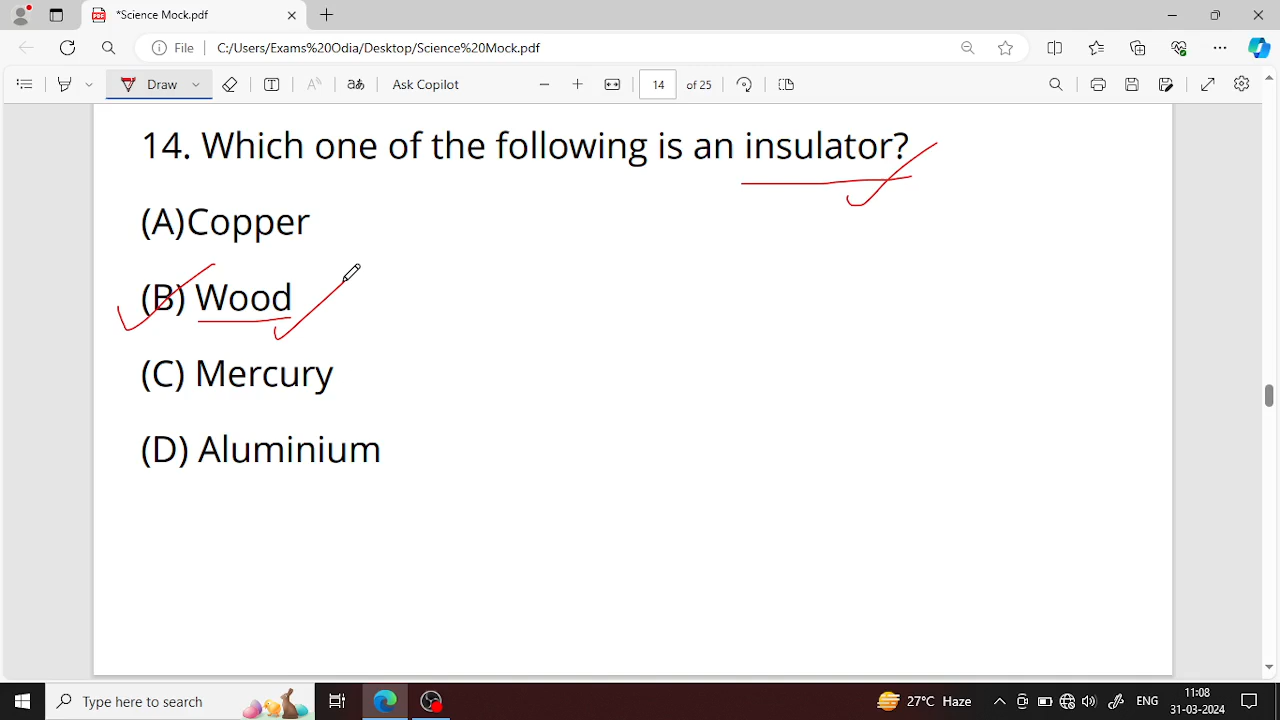 *Science Mock.pdf
File
C:/Users/Exams%20Odia/Desktop/Science%20Mock.pdf
Draw
aあ
Ask Copilot
14
of 25
14. Which one of the following is an insulator?
(A)Copper
(B) Wood
(C) Mercury
(D) Aluminium
Type here to search
27°C Haze
ENG
11:08
31-03-2024